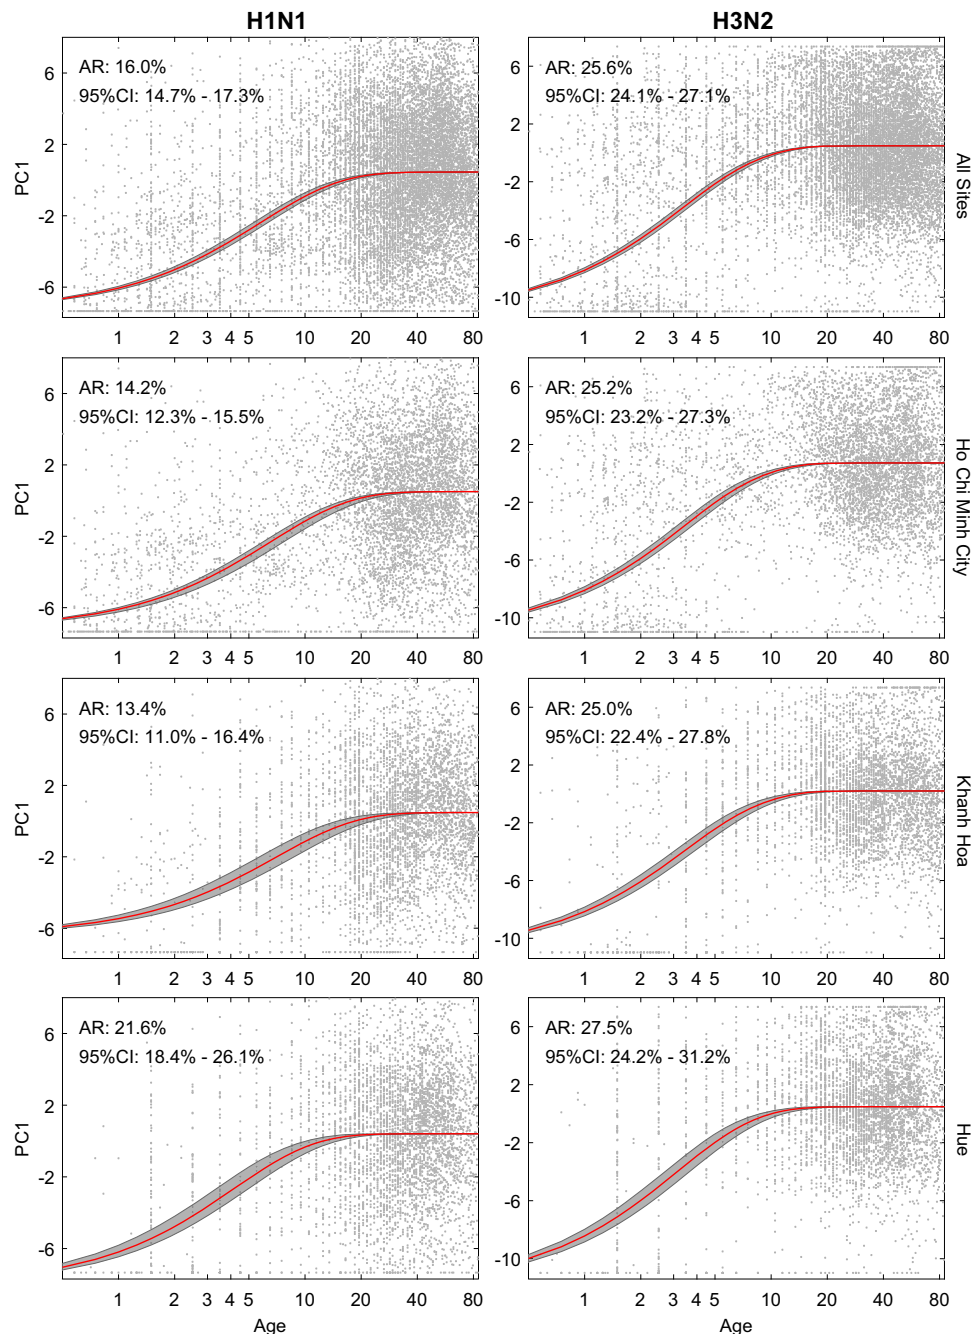 H1N1
H3N2
AR: 16.0%
95%CI: 14.7% - 17.3%
6
2
-2
-6
PC1
1 2 3 4 5 10 20 40 80
AR: 25.6%
95%CI: 24.1% - 27.1%
6
2
-2
-6
-10
1 2 3 4 5 10 20 40 80
All Sites
AR: 14.2%
95%CI: 12.3% - 15.5%
6
2
-2
-6
PC1
1 2 3 4 5 10 20 40 80
AR: 25.2%
95%CI: 23.2% - 27.3%
6
2
-2
-6
-10
1 2 3 4 5 10 20 40 80
Ho Chi Minh City
AR: 13.4%
95%CI: 11.0% - 16.4%
6
2
-2
-6
PC1
1 2 3 4 5 10 20 40 80
AR: 25.0%
95%CI: 22.4% - 27.8%
6
2
-2
-6
-10
1 2 3 4 5 10 20 40 80
Khanh Hoa
AR: 21.6%
95%CI: 18.4% - 26.1%
6
2
-2
-6
PC1
1 2 3 4 5 10 20 40 80
Age
AR: 27.5%
95%CI: 24.2% - 31.2%
6
2
-2
-6
-10
1 2 3 4 5 10 20 40 80
Age
Hue